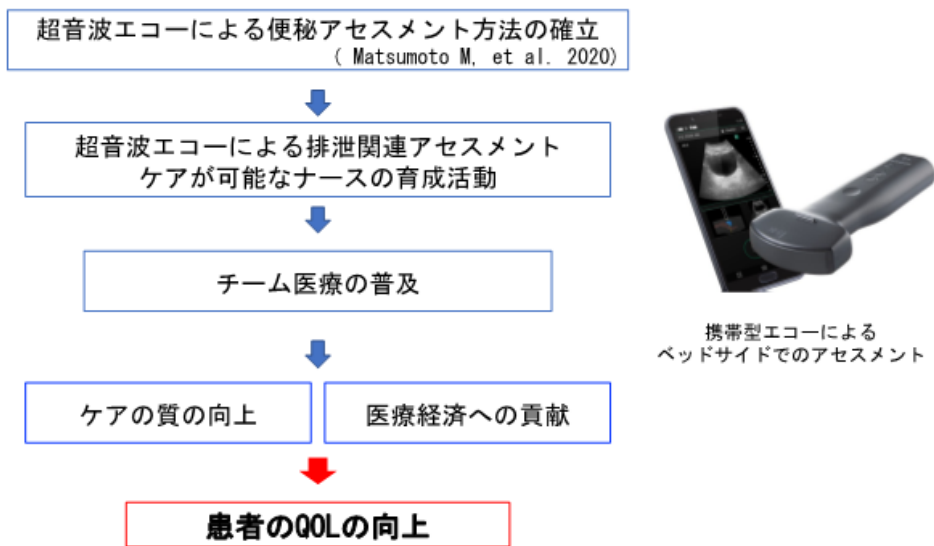 超音波エコーによる便秘アセスメント方法の確立
( Matsumoto M, et al. 2020)
超音波エコーによる排泄関連アセスメント
ケアが可能なナースの育成活動
チーム医療の普及
ケアの質の向上
医療経済への貢献
患者のQOLの向上
携帯型エコーによる
ベッドサイドでのアセスメント